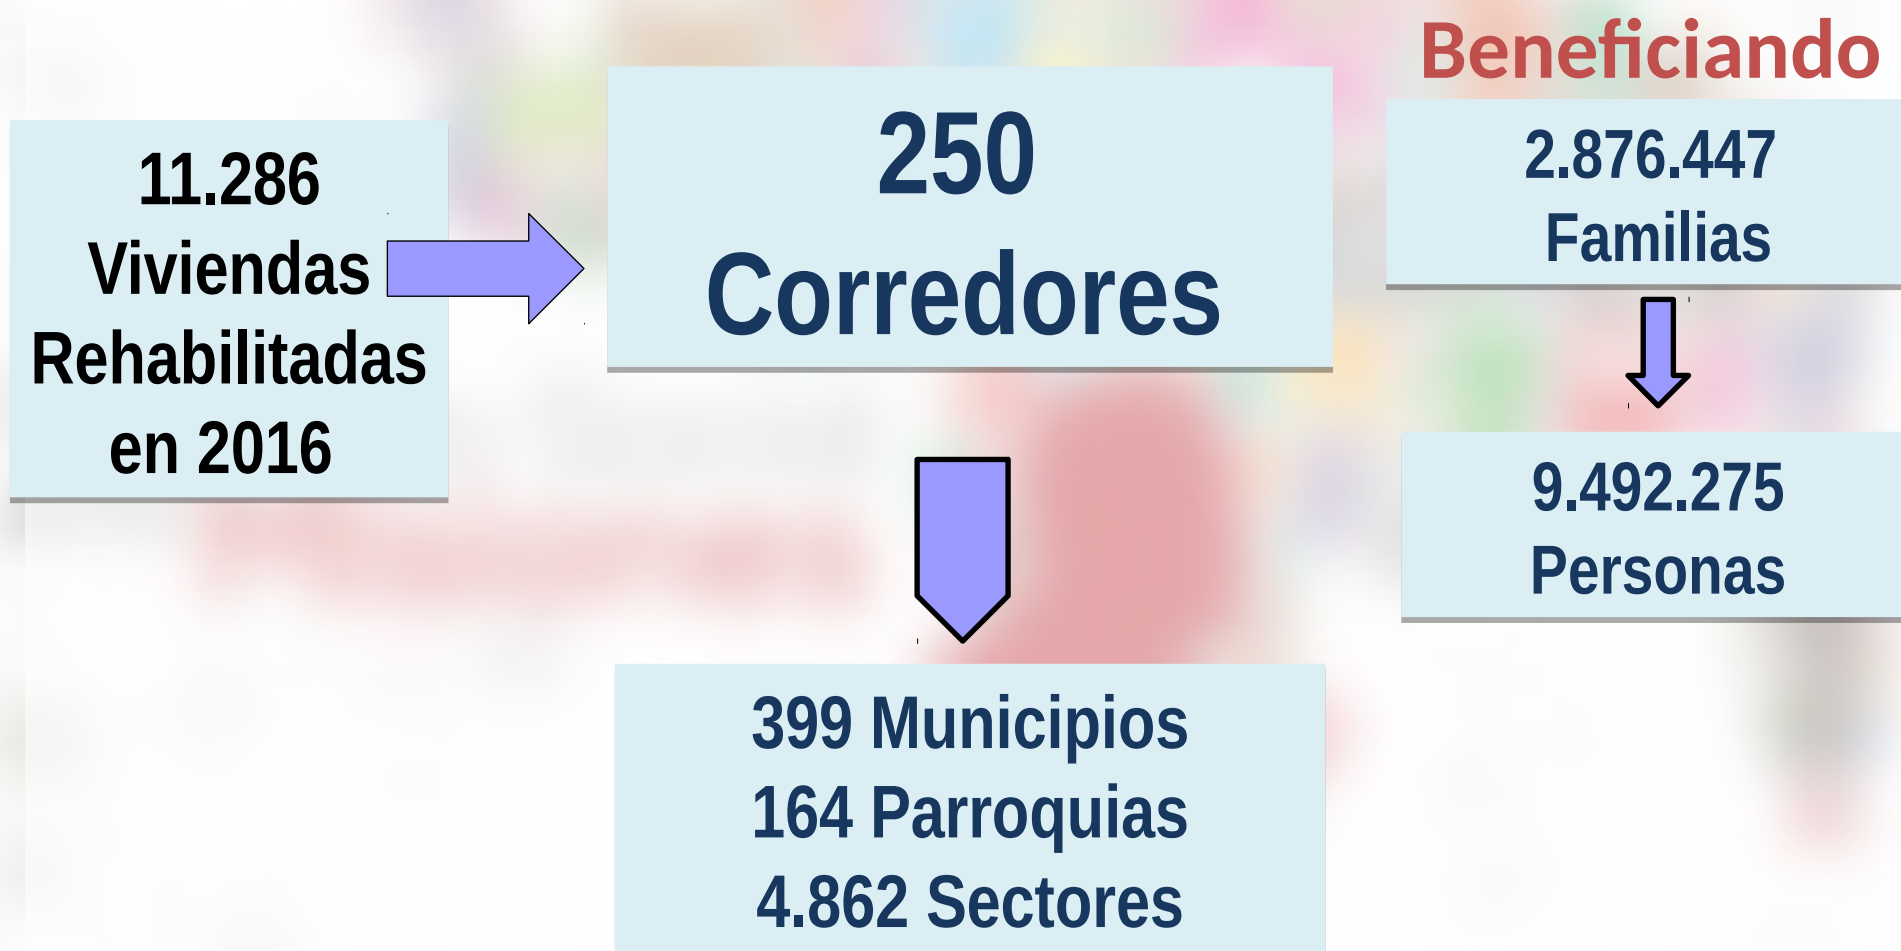 11.286
Viviendas
Rehabilitadas
en 2016
250
Corredores
399 Municipios
164 Parroquias
4.862 Sectores
Beneficiando
2.876.447
Familias
9.492.275
Personas